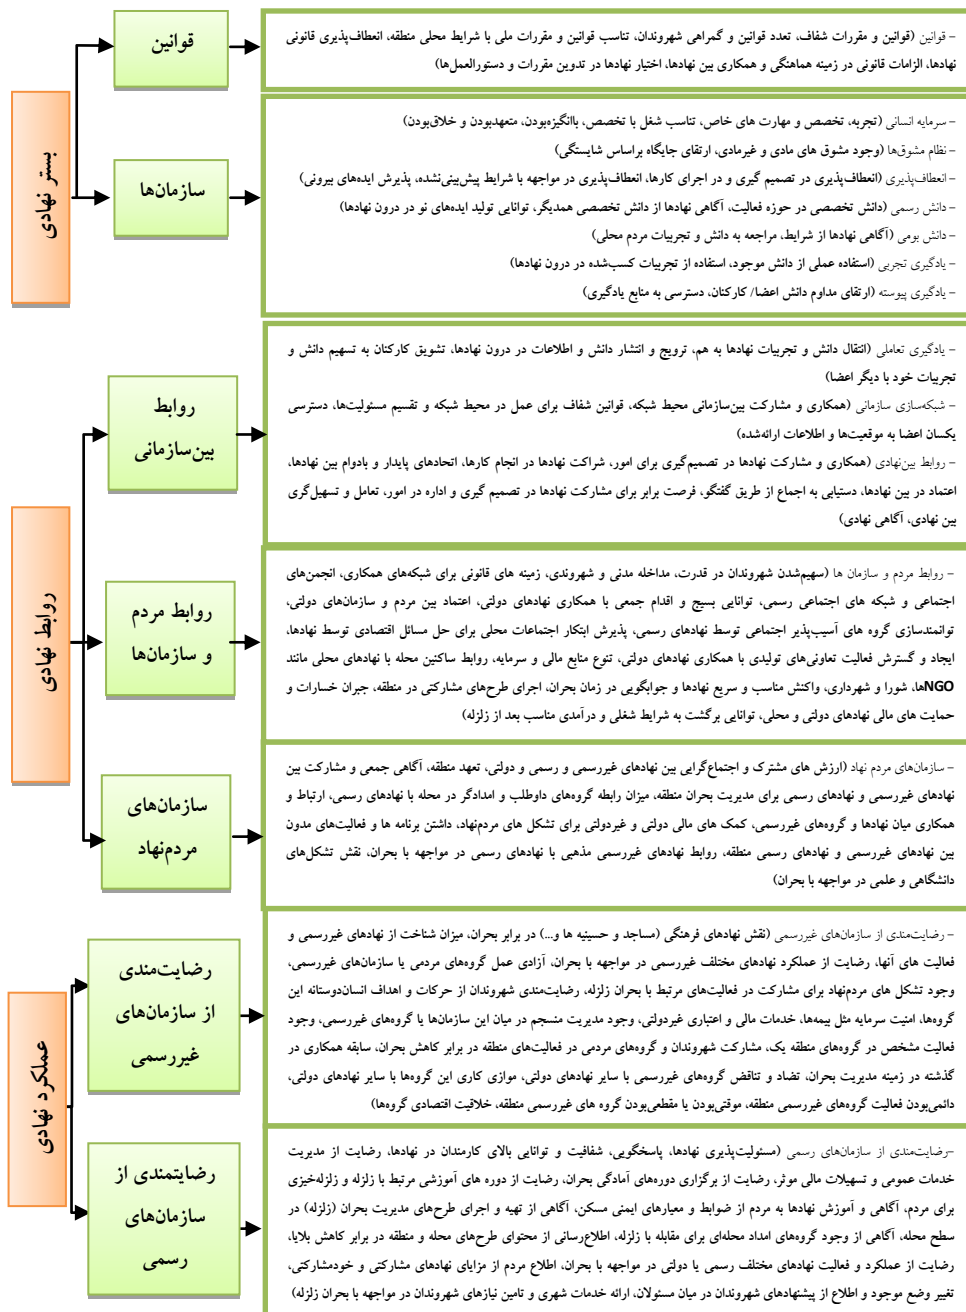 بستر نهادی
قوانین
– قوانین (قوانین و مقررات شفاف، تعدد قوانین و گمراهی شهروندان، تناسب قوانین و مقررات ملی با شرایط محلی منطقه، انعطاف‌پذیری قانونی
نهادها، الزامات قانونی در زمینه هماهنگی و همکاری بین نهادها، اختیار نهادها در تدوین مقررات و دستورالعمل‌ها)
سازمان‌ها
– سرمایه انسانی (تجربه، تخصص و مهارت های خاص، تناسب شغل با تخصص، باانگیزه‌بودن، متعهدبودن و خلاق‌بودن)
– نظام مشوق‌ها (وجود مشوق های مادی و غیرمادی، ارتقای جایگاه براساس شایستگی)
– انعطاف‌پذیری (انعطاف‌پذیری در تصمیم گیری و در اجرای کارها، انعطاف‌پذیری در مواجهه با شرایط پیش‌بینی‌نشده، پذیرش ایده‌های بیرونی)
– دانش رسمی (دانش تخصصی در حوزه فعالیت، آگاهی نهادها از دانش تخصصی همدیگر، توانایی تولید ایده‌های نو در درون نهادها)
– دانش بومی (آگاهی نهادها از شرایط، مراجعه به دانش و تجربیات مردم محلی)
– یادگیری تجربی (استفاده عملی از دانش موجود، استفاده از تجربیات کسب‌شده در درون نهادها)
– یادگیری پیوسته (ارتقای مداوم دانش اعضا/ کارکنان، دسترسی به منابع یادگیری)
روابط نهادی
روابط
بین‌سازمانی
– یادگیری تعاملی (انتقال دانش و تجربیات نهادها به هم، ترویج و انتشار دانش و اطلاعات در درون نهادها، تشویق کارکنان به تسهیم دانش و
تجربیات خود با دیگر اعضا)
– شبکه‌سازی سازمانی (همکاری و مشارکت بین‌سازمانی محیط شبکه، قوانین شفاف برای عمل در محیط شبکه و تقسیم مسئولیت‌ها، دسترسی
یکسان اعضا به موقعیت‌ها و اطلاعات ارائه‌شده)
– روابط بین‌نهادی (همکاری و مشارکت نهادها در تصمیم‌گیری برای امور، شراکت نهادها در انجام کارها، اتحادهای پایدار و بادوام بین نهادها،
اعتماد در بین نهادها، دستیابی به اجماع از طریق گفتگو، فرصت برابر برای مشارکت نهادها در تصمیم گیری و اداره در امور، تعامل و تسهیل‌گری
بین نهادی، آگاهی نهادی)
روابط مردم
و سازمان‌ها
– روابط مردم و سازمان ها (سهیم‌شدن شهروندان در قدرت، مداخله مدنی و شهروندی، زمینه های قانونی برای شبکه‌های همکاری، انجمن‌های
اجتماعی و شبکه های اجتماعی رسمی، توانایی بسیج و اقدام جمعی با همکاری نهادهای دولتی، اعتماد بین مردم و سازمان‌های دولتی،
توانمندسازی گروه های آسیب‌پذیر اجتماعی توسط نهادهای رسمی، پذیرش ابتکار اجتماعات محلی برای حل مسائل اقتصادی توسط نهادها،
ایجاد و گسترش فعالیت تعاونی‌های تولیدی با همکاری نهادهای دولتی، تنوع منابع مالی و سرمایه، روابط ساکنین محله با نهادهای محلی مانند
NGOها، شورا و شهرداری، واکنش مناسب و سریع نهادها و جوابگویی در زمان بحران، اجرای طرح‌های مشارکتی در منطقه، جبران خسارات و
حمایت های مالی نهادهای دولتی و محلی، توانایی برگشت به شرایط شغلی و درآمدی مناسب بعد از زلزله)
سازمان‌های
مردم‌نهاد
– سازمان‌های مردم نهاد (ارزش های مشترک و اجتماع‌گرایی بین نهادهای غیررسمی و رسمی و دولتی، تعهد منطقه، آگاهی جمعی و مشارکت بین
نهادهای غیررسمی و نهادهای رسمی برای مدیریت بحران منطقه، میزان رابطه گروه‌های داوطلب و امدادگر در محله با نهادهای رسمی، ارتباط و
همکاری میان نهادها و گروه‌های غیررسمی، کمک های مالی دولتی و غیردولتی برای تشکل های مردم‌نهاد، داشتن برنامه ها و فعالیت‌های مدون
بین نهادهای غیررسمی و نهادهای رسمی منطقه، روابط نهادهای غیررسمی مذهبی با نهادهای رسمی در مواجهه با بحران، نقش تشکل‌های
دانشگاهی و علمی در مواجهه با بحران)
عملکرد نهادی
رضایت‌مندی
از سازمان‌های
غیررسمی
– رضایت‌مندی از سازمان‌های غیررسمی (نقش نهادهای فرهنگی (مساجد و حسینیه ها و...) در برابر بحران، میزان شناخت از نهادهای غیررسمی و
فعالیت های آنها، رضایت از عملکرد نهادهای مختلف غیررسمی در مواجهه با بحران، آزادی عمل گروه‌های مردمی یا سازمان‌های غیررسمی،
وجود تشکل های مردم‌نهاد برای مشارکت در فعالیت‌های مرتبط با بحران زلزله، رضایت‌مندی شهروندان از حرکات و اهداف انسان‌دوستانه این
گروه‌ها، امنیت سرمایه مثل بیمه‌ها، خدمات مالی و اعتباری غیردولتی، وجود مدیریت منسجم در میان این سازمان‌ها یا گروه‌های غیررسمی، وجود
فعالیت مشخص در گروه‌های منطقه یک، مشارکت شهروندان و گروه‌های مردمی در فعالیت‌های منطقه در برابر کاهش بحران، سابقه همکاری در
گذشته در زمینه مدیریت بحران، تضاد و تناقض گروه‌های غیررسمی با سایر نهادهای دولتی، موازی کاری این گروه‌ها با سایر نهادهای دولتی،
دائمی‌بودن فعالیت گروه‌های غیررسمی منطقه، موقتی‌بودن یا مقطعی‌بودن گروه های غیررسمی منطقه، خلاقیت اقتصادی گروه‌ها)
رضایتمندی از
سازمان‌های
رسمی
–رضایت‌مندی از سازمان‌های رسمی (مسئولیت‌پذیری نهادها، پاسخگویی، شفافیت و توانایی بالای کارمندان در نهادها، رضایت از مدیریت
خدمات عمومی و تسهیلات مالی موثر، رضایت از برگزاری دوره‌های آمادگی بحران، رضایت از دوره های آموزشی مرتبط با زلزله و زلزله‌خیزی
برای مردم، آگاهی و آموزش نهادها به مردم از ضوابط و معیارهای ایمنی مسکن، آگاهی از تهیه و اجرای طرح‌های مدیریت بحران (زلزله) در
سطح محله، آگاهی از وجود گروه‌های امداد محله‌ای برای مقابله با زلزله، اطلاع‌رسانی از محتوای طرح‌های محله و منطقه در برابر کاهش بلایا،
رضایت از عملکرد و فعالیت نهادهای مختلف رسمی یا دولتی در مواجهه با بحران، اطلاع مردم از مزایای نهادهای مشارکتی و خودمشارکتی،
تغییر وضع موجود و اطلاع از پیشنهادهای شهروندان در میان مسئولان، ارائه خدمات شهری و تامین نیازهای شهروندان در مواجهه با بحران زلزله)